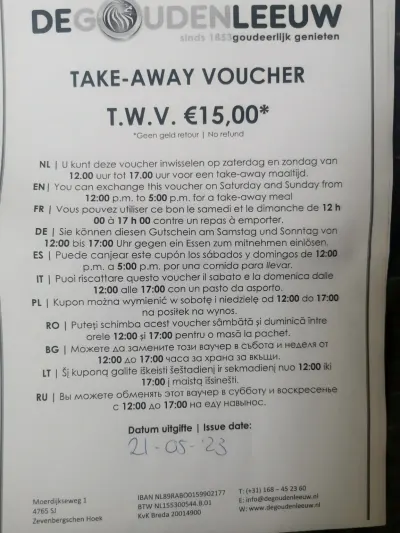 DEGOUDENLEEUW
sinds 1853goudeerlijk genieten
TAKE-AWAY VOUCHER
T.W.V. €15,00*
*Geen geld retour | No refund
NL | U kunt deze voucher inwisselen op zaterdag en zondag van
12.00 uur tot 17.00 uur voor een take-away maaltijd.
EN| You can exchange this voucher on Saturday and Sunday from
12:00 p.m. to 5:00 p.m. for a take-away meal
FR | Vous pouvez utiliser ce bon le samedi et le dimanche de 12 h
00 à 17 h 00 contre un repas à emporter.
DE | Sie können diesen Gutschein am Samstag und Sonntag von
12:00 bis 17:00 Uhr gegen ein Essen zum mitnehmen einlösen.
ES | Puede canjear este cupón los sábados y domingos de 12:00
p.m. a 5:00 p.m. por una comida para llevar.
IT | Puoi riscattare questo voucher il sabato e la domenica dalle
12:00 alle 17:00 con un pasto da asporto.
PL | Kupon można wymienić w sobotę i niedzielę od 12:00 do 17:00
na posiłek na wynos.
RO | Puteți schimba acest voucher sâmbătă și duminică între
orele 12:00 și 17:00 pentru o masă la pachet.
BG | Можете да замените този ваучер в събота и неделя от
12:00 до 17:00 часа за храна за вкъщи.
LT | Šį kuponą galite iškeisti šeštadienį ir sekmadienį nuo 12:00 iki
17:00 į maistą išsinešti.
RU | Вы можете обменять этот ваучер в субботу и воскресенье
с 12:00 до 17:00 на еду навынос.
Datum uitgifte | Issue date:
21-05-'23
Moerdijkseweg 1
4765 SJ
Zevenbergschen Hoek
IBAN NL89RABO0159902177
BTW NL155300544.B.01
KvK Breda 20014900
T: (+31) 168 – 45 23 60
E: info@degoudenleeuw.nl
W: www.degoudenleeuw.nl